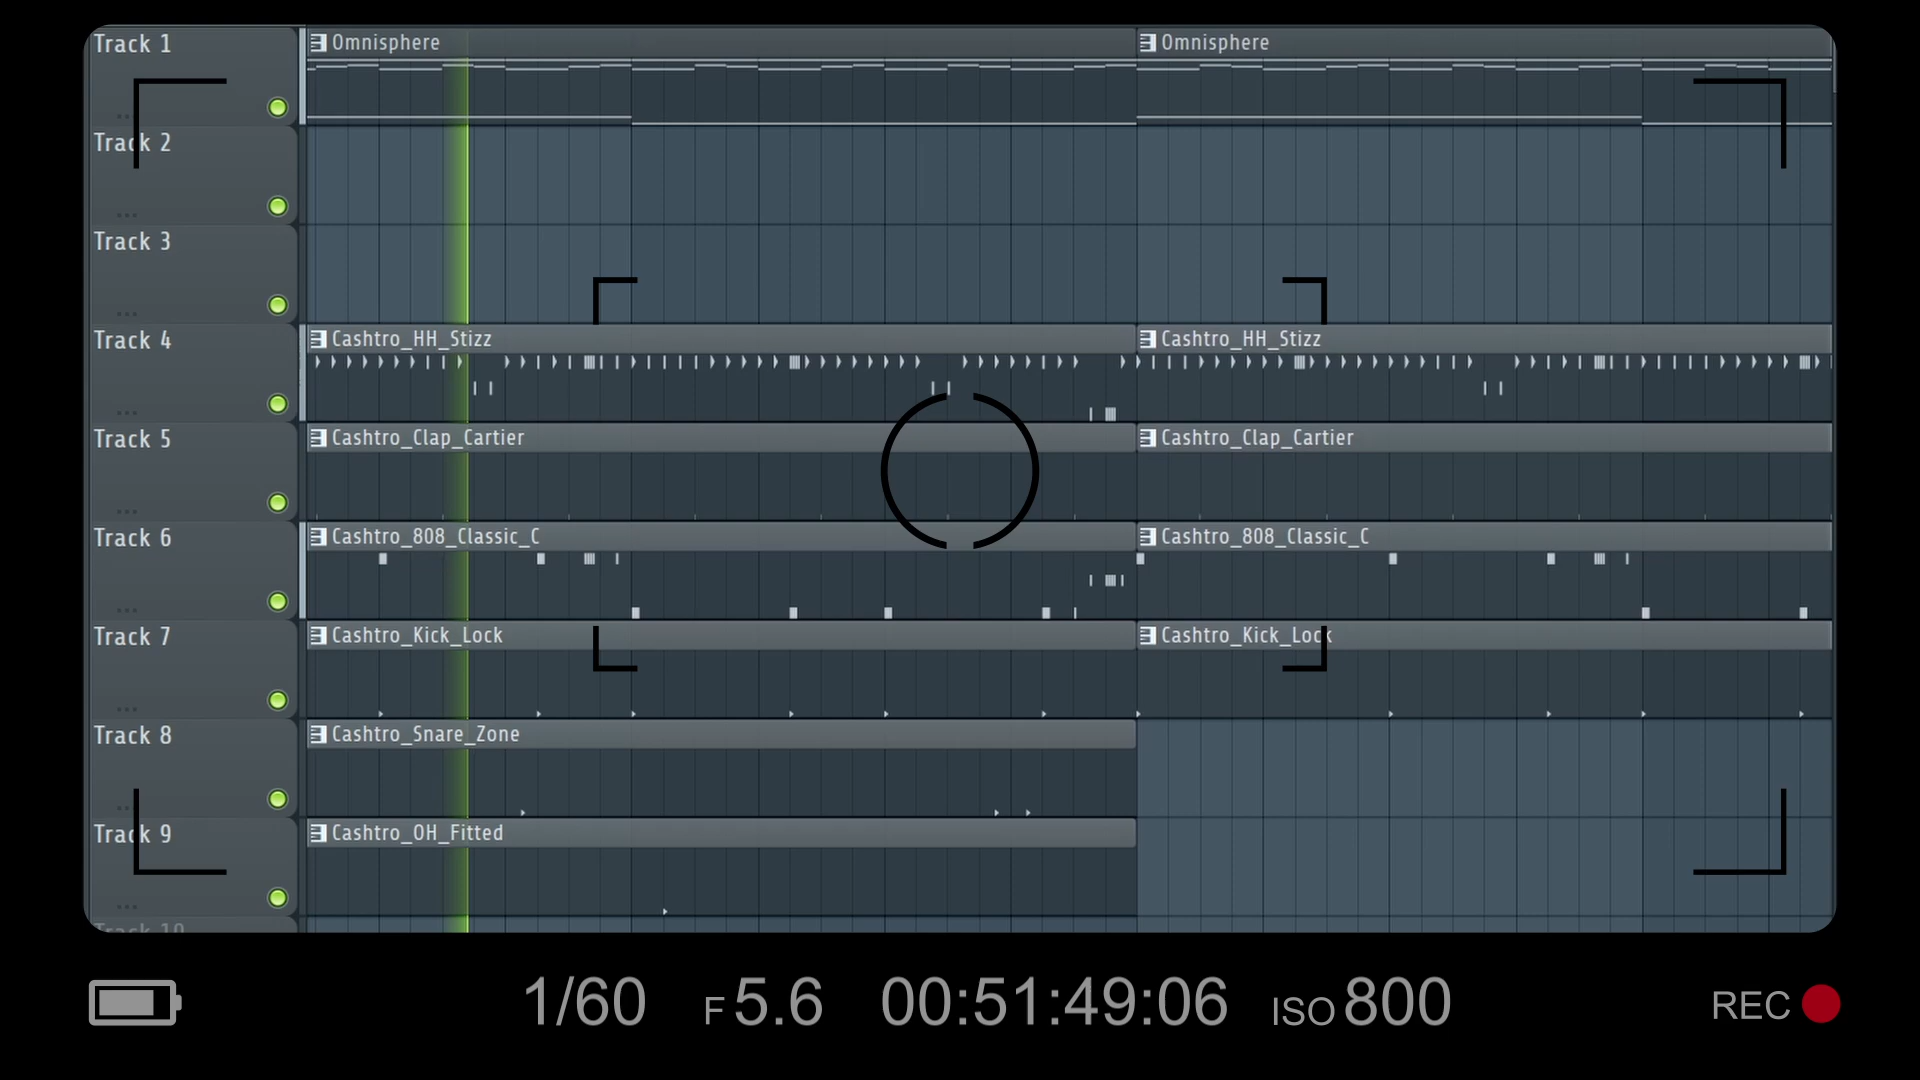 Track 1
Omnisphere
Omnisphere
Track 2
Track 3
Track 4
Cashtro_HH_Stizz
Cashtro_HH_Stizz
Track 5
Cashtro_Clap_Cartier
Cashtro_Clap_Cartier
Track 6
Cashtro_808_Classic_C
Cashtro_808_Classic_C
Track 7
Cashtro_Kick_Lock
Cashtro_Kick_Lock
Track 8
Cashtro_Snare_Zone
Track 9
Cashtro_OH_Fitted
Track 10
1/60 F5.6 00:51:49:06 ISO 800 REC